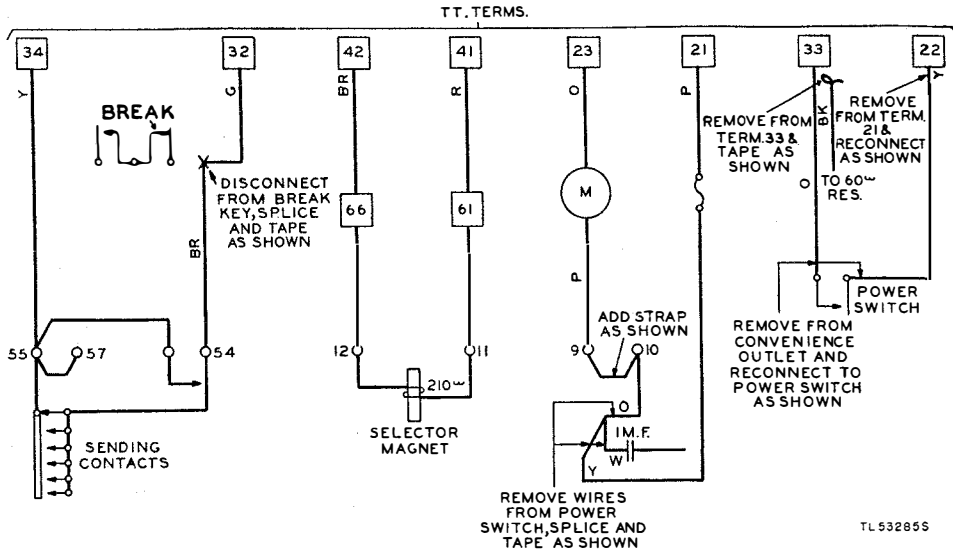 TT. TERMS.
34
32
42
41
23
21
33
22
Y
G
BR
R
O
P
BK
Y
BREAK
REMOVE FROM
TERM.33 &
TAPE AS
SHOWN
REMOVE
FROM TERM.
21 &
RECONNECT
AS SHOWN
DISCONNECT
FROM BREAK
KEY, SPLICE
AND TAPE
AS SHOWN
66
61
M
O
TO 60ω
RES.
BR
P
POWER
SWITCH
ADD STRAP
AS SHOWN
REMOVE FROM
CONVENIENCE
OUTLET AND
RECONNECT TO
POWER SWITCH
AS SHOWN
55
57
54
12
11
9
10
210ω
SELECTOR
MAGNET
O
1 M.F.
W
Y
SENDING
CONTACTS
REMOVE WIRES
FROM POWER
SWITCH, SPLICE AND
TAPE AS SHOWN
TL53285S